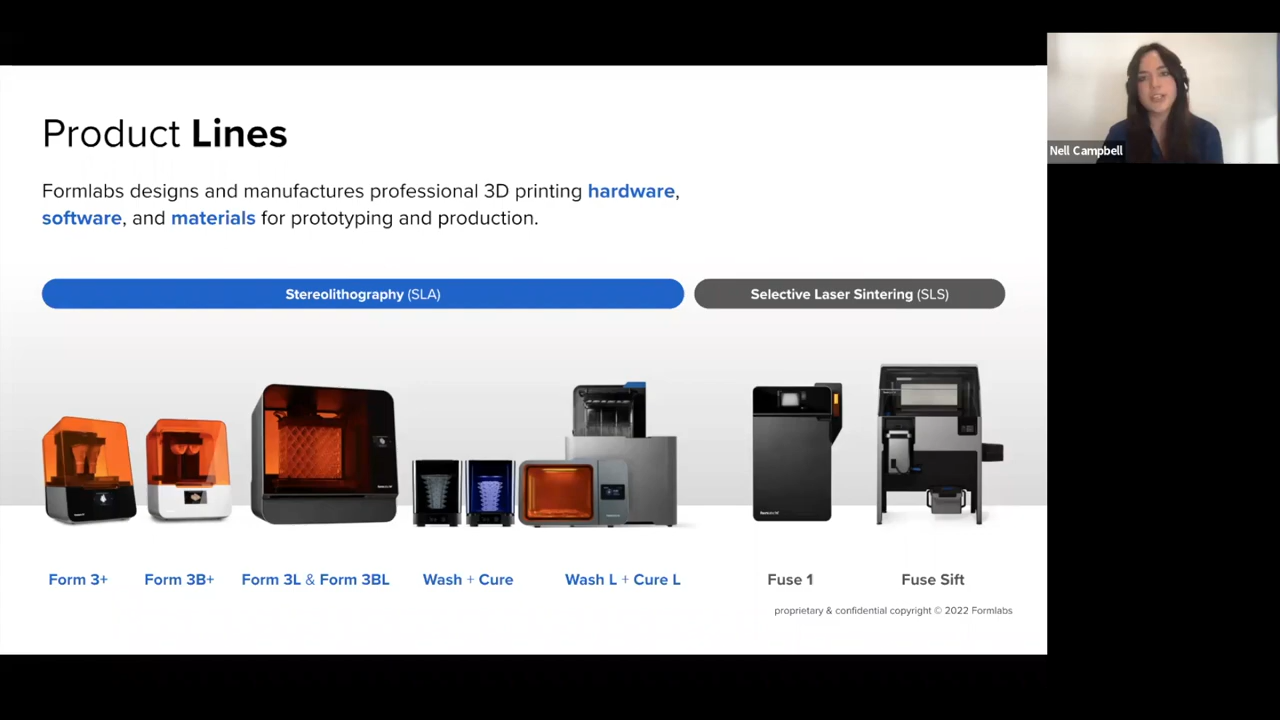 Product Lines
Formlabs designs and manufactures professional 3D printing hardware,
software, and materials for prototyping and production.
Stereolithography (SLA)
Selective Laser Sintering (SLS)
Form 3+
Form 3B+
Form 3L & Form 3BL
Wash + Cure
Wash L + Cure L
Fuse 1
Fuse Sift
proprietary & confidential copyright © 2022 Formlabs
Nell Campbell